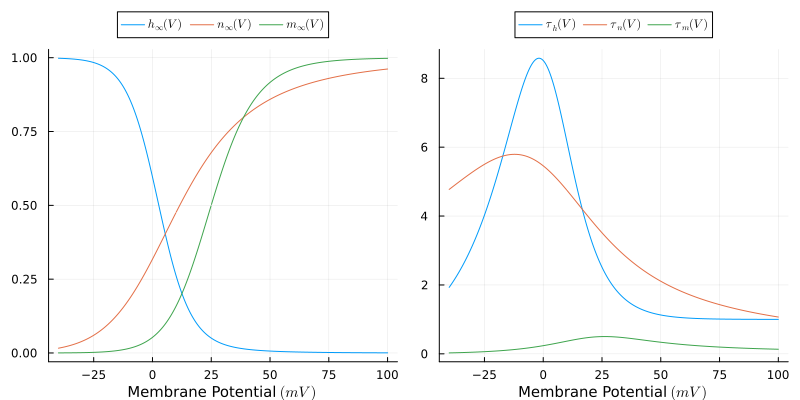 h∞(V) n∞(V) m∞(V)
1.00
0.75
0.50
0.25
0.00
−25 0 25 50 75 100
Membrane Potential (mV)
τh(V) τn(V) τm(V)
8
6
4
2
0
−25 0 25 50 75 100
Membrane Potential (mV)